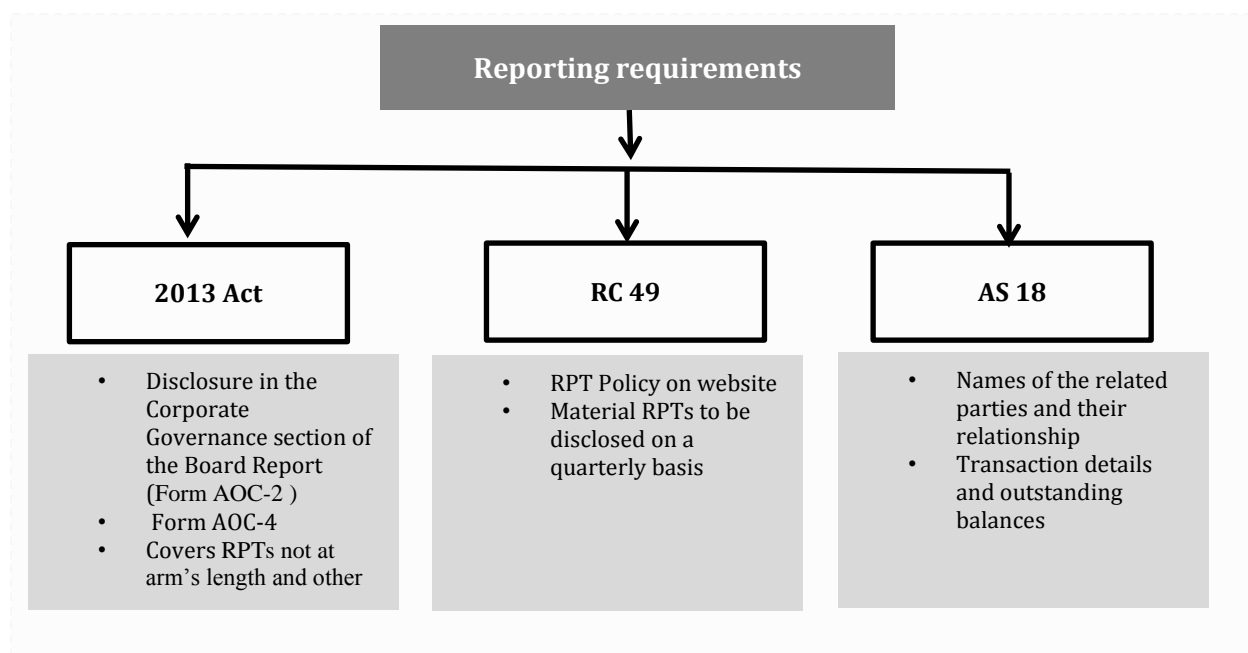 Reporting requirements
2013 Act
RC 49
AS 18
• Disclosure in the
Corporate
Governance section of
the Board Report
(Form AOC-2 )
• Form AOC-4
• Covers RPTs not at
arm's length and other
• RPT Policy on website
• Material RPTs to be
disclosed on a
quarterly basis
• Names of the related
parties and their
relationship
• Transaction details
and outstanding
balances